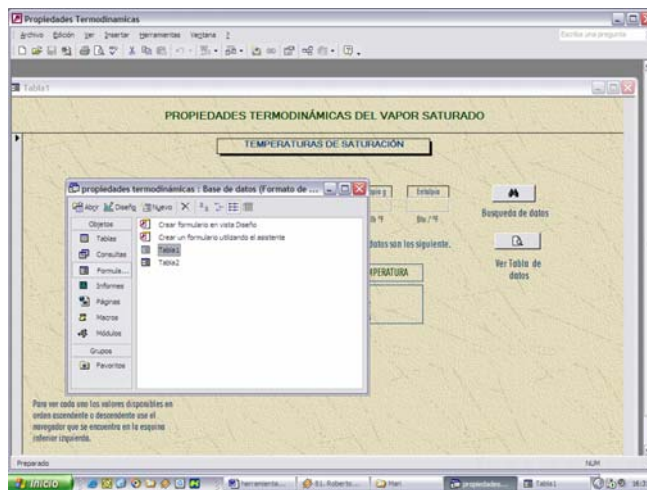 Propiedades Termodinamicas
Archivo Edición Ver Insertar Herramientas Ventana ?
Escriba una pregunta
Tabla1
PROPIEDADES TERMODINÁMICAS DEL VAPOR SATURADO
TEMPERATURAS DE SATURACIÓN
propiedades termodinámicas : Base de datos (Formato de ...
Abrir Diseño Nuevo
Objetos
Tablas
Consultas
Formula...
Informes
Páginas
Macros
Módulos
Grupos
Favoritos
Crear formulario en vista Diseño
Crear un formulario utilizando el asistente
Tabla1
Tabla2
Entalpia
Btu / °F
datos son los siguiente.
Busqueda de datos
Ver Tabla de
datos
Para ver cada uno los valores disponibles en
orden ascendente o descendente use el
navegador que se encuentra en la esquina
inferior izquierda.
Preparado
NUM
Inicio
herramienta...
Mari
propiedades...
Tabla1